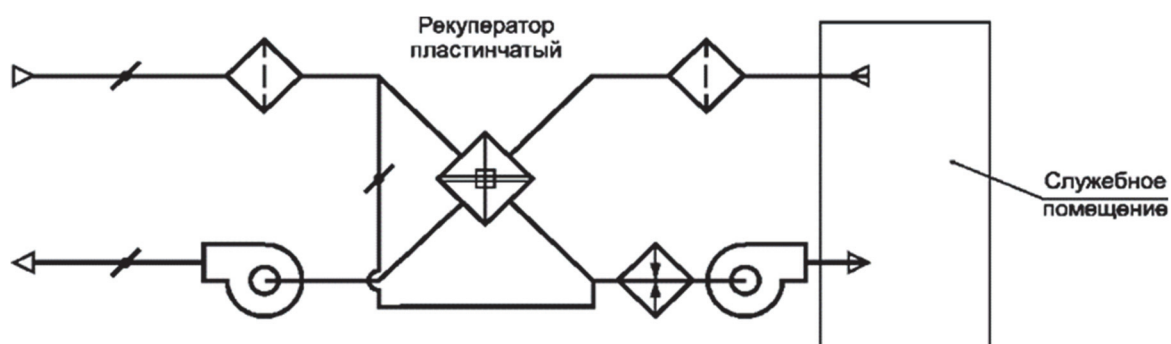 Рекуператор
пластинчатый
Служебное
помещение